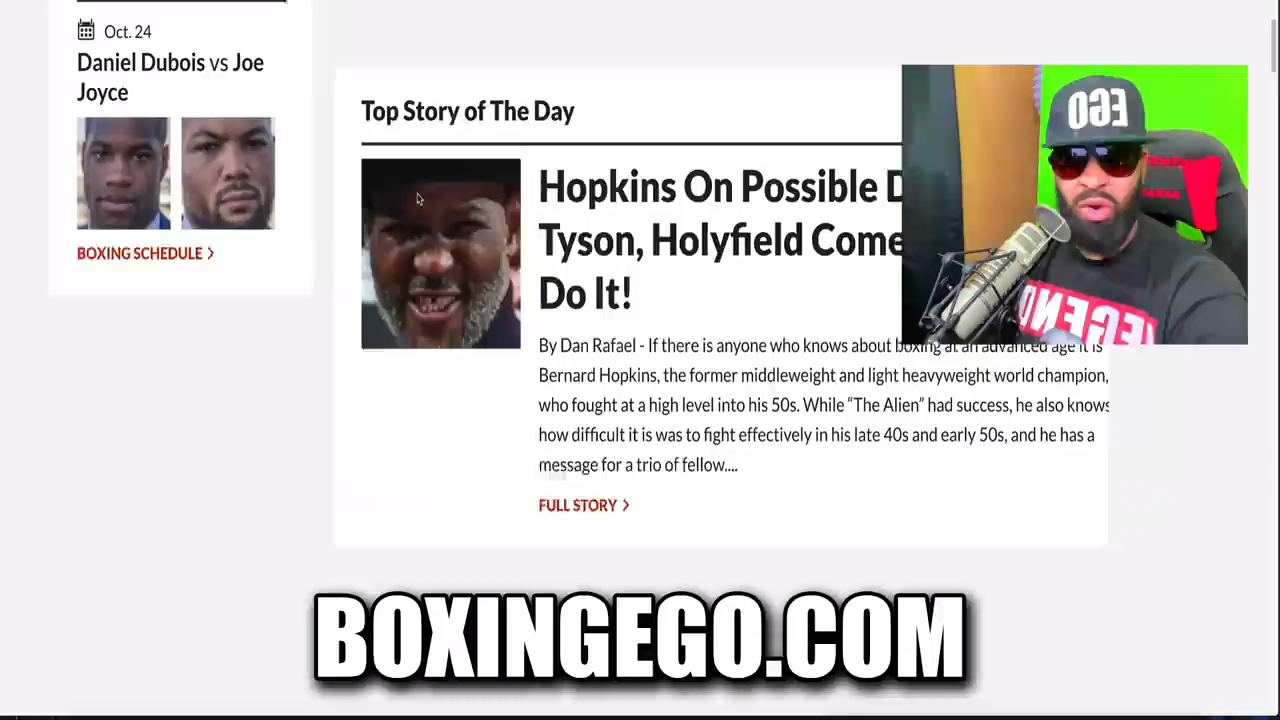 Oct. 24
Daniel Dubois vs Joe
Joyce
BOXING SCHEDULE >
Top Story of The Day
Hopkins On Possible
Tyson, Holyfield Come
Do It!
By Dan Rafael - If there is anyone who knows about boxing at an advanced age it is
Bernard Hopkins, the former middleweight and light heavyweight world champion,
who fought at a high level into his 50s. While “The Alien” had success, he also knows
how difficult it is was to fight effectively in his late 40s and early 50s, and he has a
message for a trio of fellow....
FULL STORY >
EGO
LEGEND
BOXINGEGO.COM